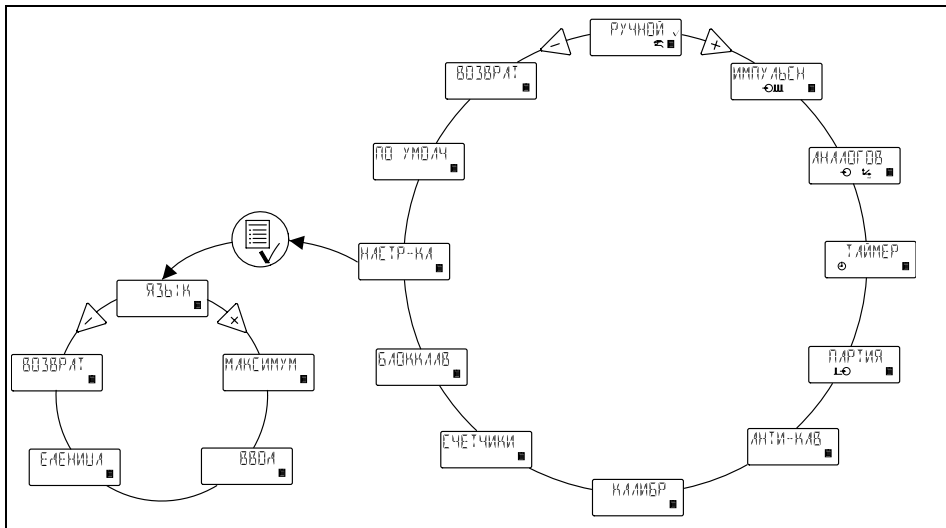 РУЧНОЙ
ИМПУЛЬСН
АНАЛОГОВ
ТАЙМЕР
ПАРТИЯ
АНТИ-КАВ
КАЛИБР
СЧЕТЧИКИ
БЛОККЛАВ
НАСТР-КА
ПО УМОЛЧ
ВОЗВРАТ
ЯЗЫК
МАКСИМУМ
ВВОД
ЕДЕНИЦА
ВОЗВРАТ